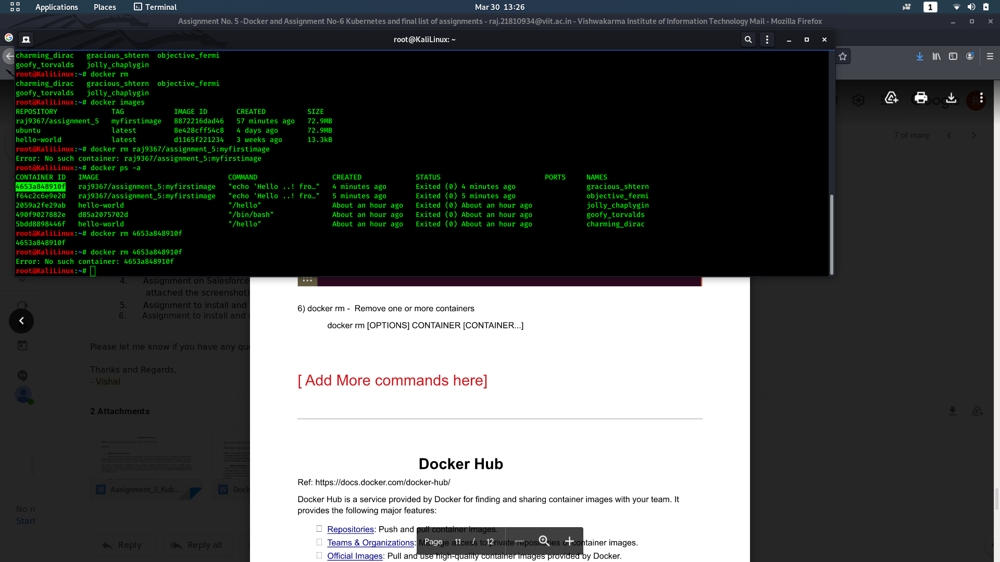 Applications Places Terminal Mar 30 13:26 1
Assignment No. 5 -Docker and Assignment No-6 Kubernetes and final list of assignments - raj.21810934@viit.ac.in - Vishwakarma Institute of Information Technology Mail - Mozilla Firefox
root@KaliLinux: ~
charming_dirac gracious_shtern objective_fermi
goofy_torvalds jolly_chaplygin
root@KaliLinux:~# docker rm
charming_dirac gracious_shtern objective_fermi
goofy_torvalds jolly_chaplygin
root@KaliLinux:~# docker images
REPOSITORY TAG IMAGE ID CREATED SIZE
raj9367/assignment_5 myfirstimage 8872216dad46 57 minutes ago 72.9MB
ubuntu latest 8e428cff54c8 4 days ago 72.9MB
hello-world latest d1165f221234 3 weeks ago 13.3kB
root@KaliLinux:~# docker rm raj9367/assignment_5:myfirstimage
Error: No such container: raj9367/assignment_5:myfirstimage
root@KaliLinux:~# docker ps -a
CONTAINER ID IMAGE COMMAND CREATED STATUS PORTS NAMES
4653a848910f raj9367/assignment_5:myfirstimage "echo 'Hello ..! fro…" 4 minutes ago Exited (0) 4 minutes ago gracious_shtern
f64c2c6e9e20 raj9367/assignment_5:myfirstimage "echo 'Hello ..! fro…" 5 minutes ago Exited (0) 5 minutes ago objective_fermi
2059a2fe29ab hello-world "/hello" About an hour ago Exited (0) About an hour ago jolly_chaplygin
490f9027882e d85a2075702d "/bin/bash" About an hour ago Exited (0) About an hour ago goofy_torvalds
5bdd8898446f hello-world "/hello" About an hour ago Exited (0) About an hour ago charming_dirac
root@KaliLinux:~# docker rm 4653a848910f
4653a848910f
root@KaliLinux:~# docker rm 4653a848910f
Error: No such container: 4653a848910f
root@KaliLinux:~#
7 of many
4. Assignment on Salesforce
attached the screenshot)
5. Assignment to install and
6. Assignment to install and
Please let me know if you have any que
Thanks and Regards,
- Vishal
2 Attachments
Assignment_5_Kub...
Dock
No re
Start
Reply Reply all
6) docker rm - Remove one or more containers
docker rm [OPTIONS] CONTAINER [CONTAINER...]
[ Add More commands here]
Docker Hub
Ref: https://docs.docker.com/docker-hub/
Docker Hub is a service provided by Docker for finding and sharing container images with your team. It
provides the following major features:
Repositories: Push and pull container images.
Teams & Organizations: Manage access to private repositories of container images.
Official Images: Pull and use high-quality container images provided by Docker.
Page 11 / 12